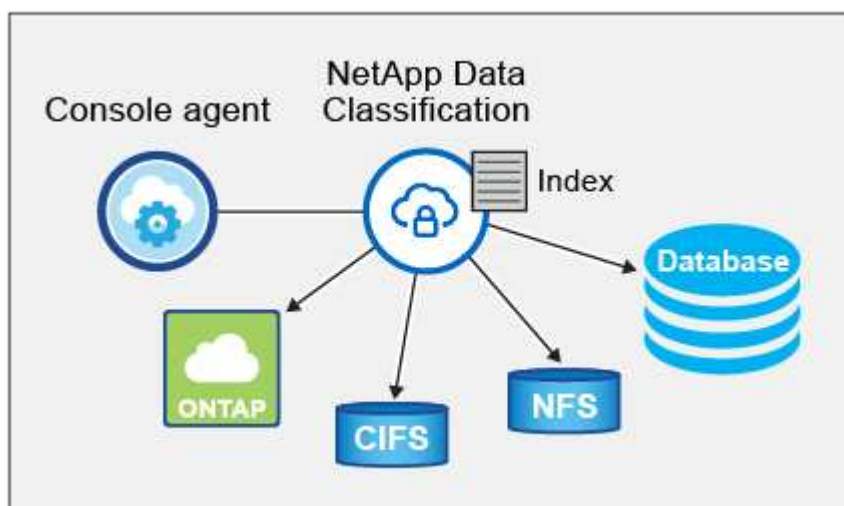 Console agent
NetApp Data
Classification
Index
Database
ONTAP
CIFS
NFS